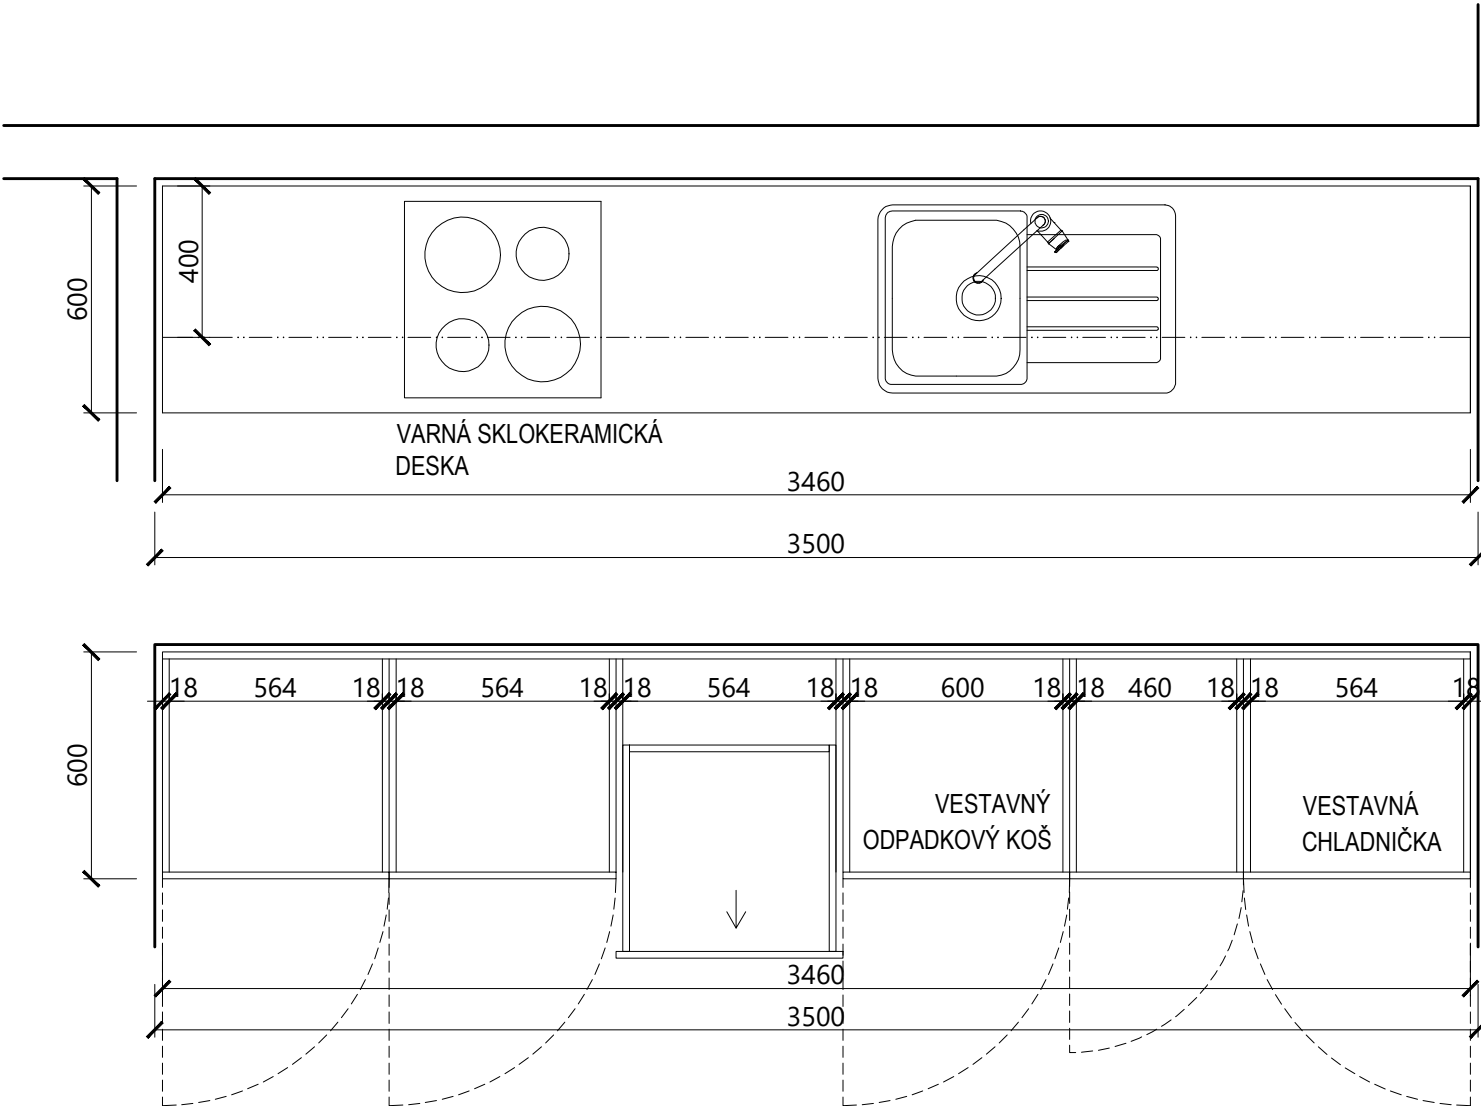 600
400
VARNÁ SKLOKERAMICKÁ
DESKA
3460
3500
600
18 564 18 18 564 18 18 564 18 18 600 18 18 460 18 18 564 18
VESTAVNÝ
ODPADKOVÝ KOŠ
VESTAVNÁ
CHLADNIČKA
3460
3500